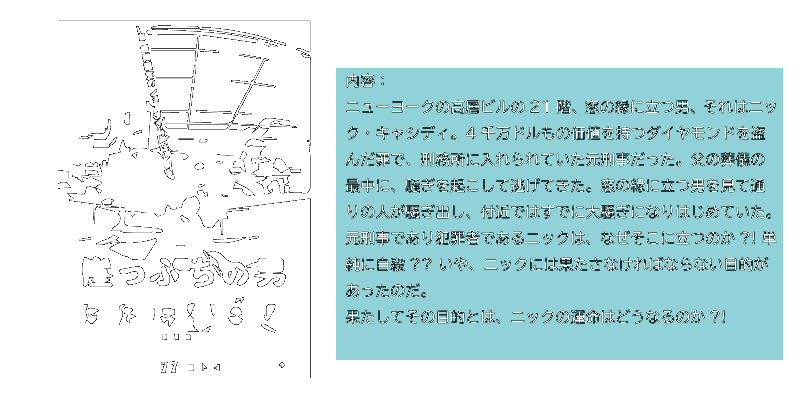 崖っぷちの男
内容：
ニューヨークの高層ビルの 21 階、窓の縁に立つ男、それはニッ
ク・キャシディ。4 千万ドルもの価値を持つダイヤモンドを盗
んだ罪で、刑務所に入れられていた元刑事だった。父の葬儀の
最中に、騒ぎを起こして逃げてきた。窓の縁に立つ男を見て通
りの人が騒ぎ出し、付近ではすでに大騒ぎになりはじめていた。
元刑事であり犯罪者であるニックは、なぜそこに立つのか ?! 単
純に自殺 ?? いや、ニックには果たさなければならない目的が
あったのだ。
果たしてその目的とは、ニックの運命はどうなるのか ?!